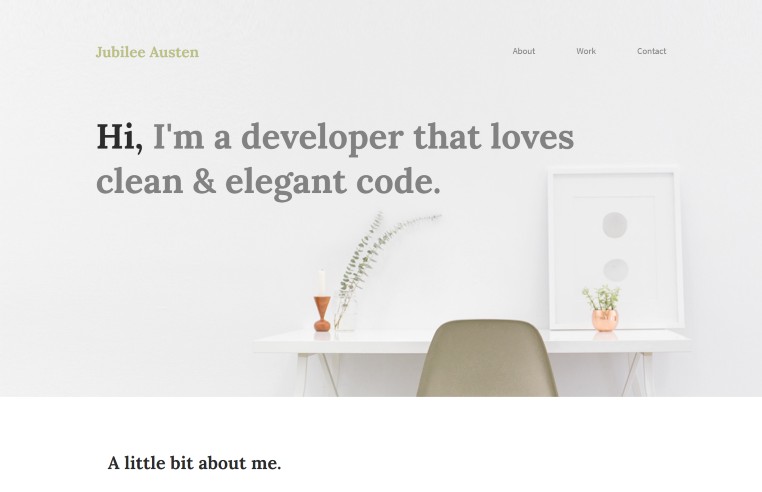 Jubilee Austen
About Work Contact
Hi, I'm a developer that loves
clean & elegant code.
A little bit about me.